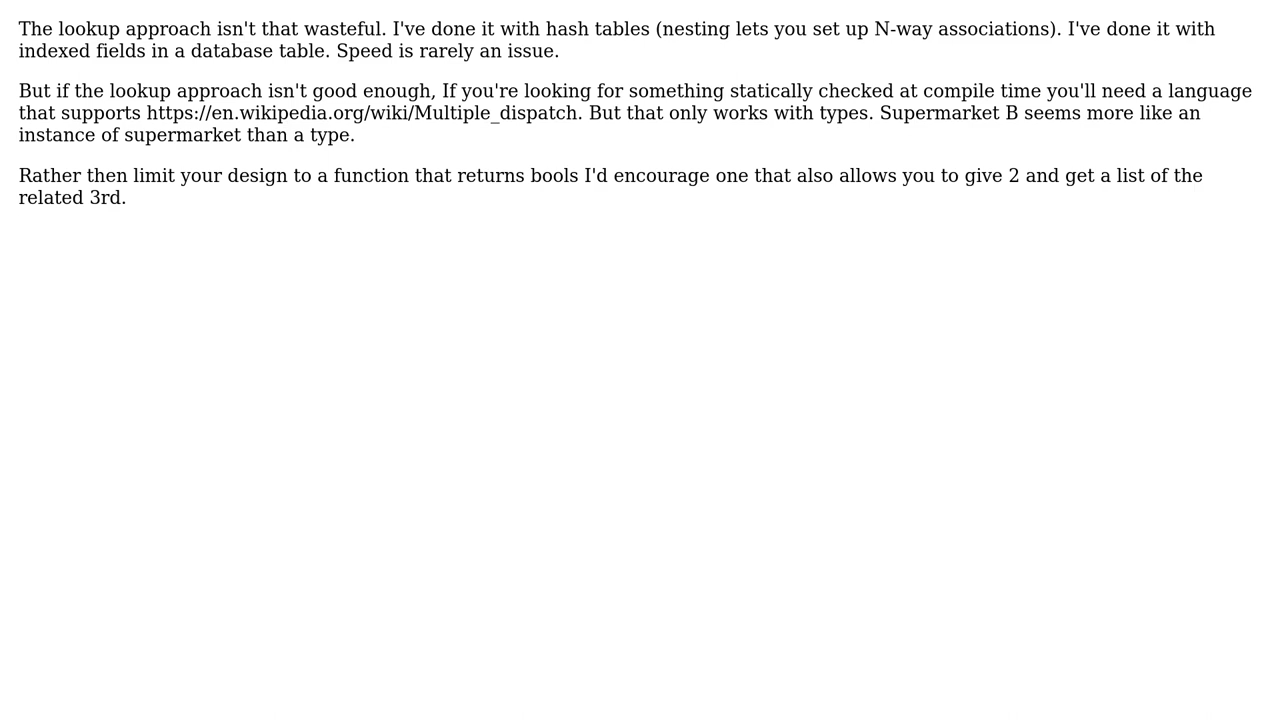 The lookup approach isn't that wasteful. I've done it with hash tables (nesting lets you set up N-way associations). I've done it with
indexed fields in a database table. Speed is rarely an issue.
But if the lookup approach isn't good enough, If you're looking for something statically checked at compile time you'll need a language
that supports https://en.wikipedia.org/wiki/Multiple_dispatch. But that only works with types. Supermarket B seems more like an
instance of supermarket than a type.
Rather then limit your design to a function that returns bools I'd encourage one that also allows you to give 2 and get a list of the
related 3rd.